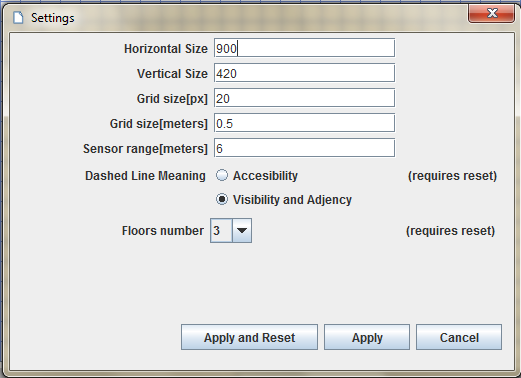 Settings
Horizontal Size 900
Vertical Size 420
Grid size[px] 20
Grid size[meters] 0.5
Sensor range[meters] 6
Dashed Line Meaning Accesibility (requires reset)
Visibility and Adjency
Floors number 3 (requires reset)
Apply and Reset Apply Cancel